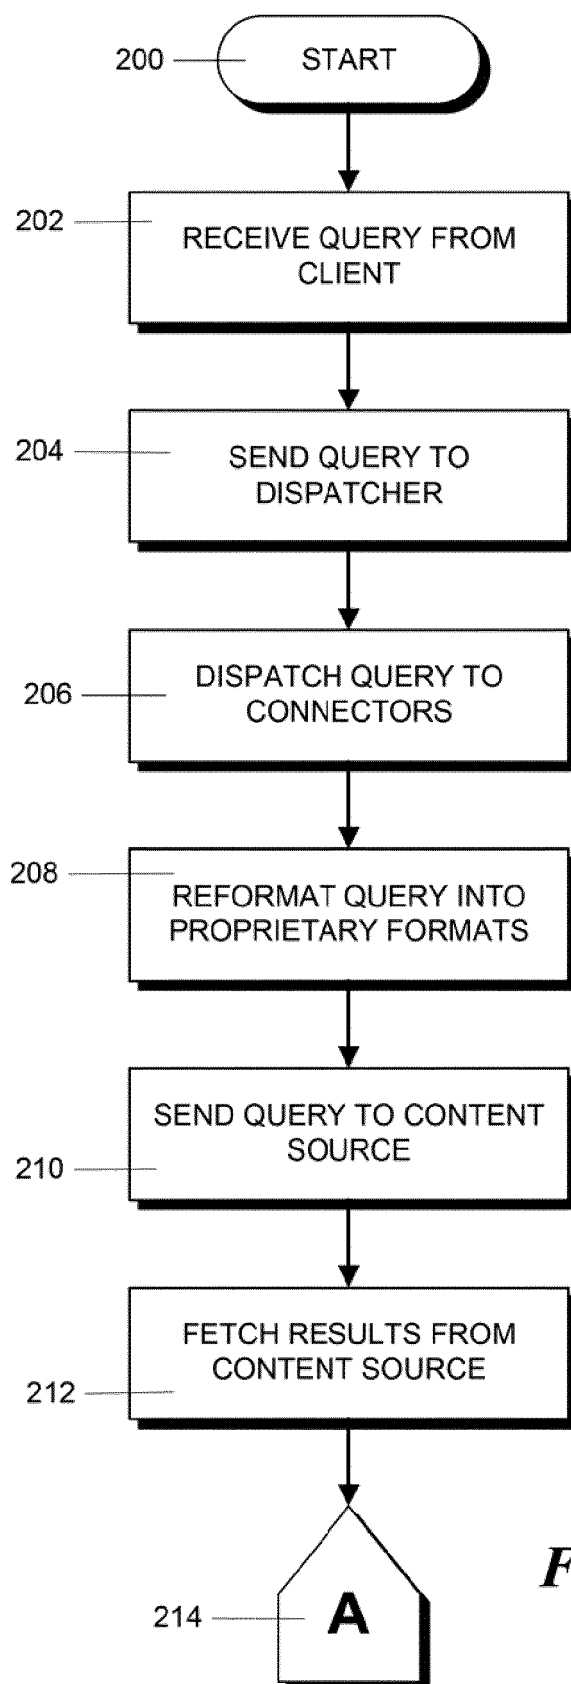 200 START
202 RECEIVE QUERY FROM
CLIENT
204 SEND QUERY TO
DISPATCHER
206 DISPATCH QUERY TO
CONNECTORS
208 REFORMAT QUERY INTO
PROPRIETARY FORMATS
SEND QUERY TO CONTENT
SOURCE
210
FETCH RESULTS FROM
CONTENT SOURCE
212
214 A
F